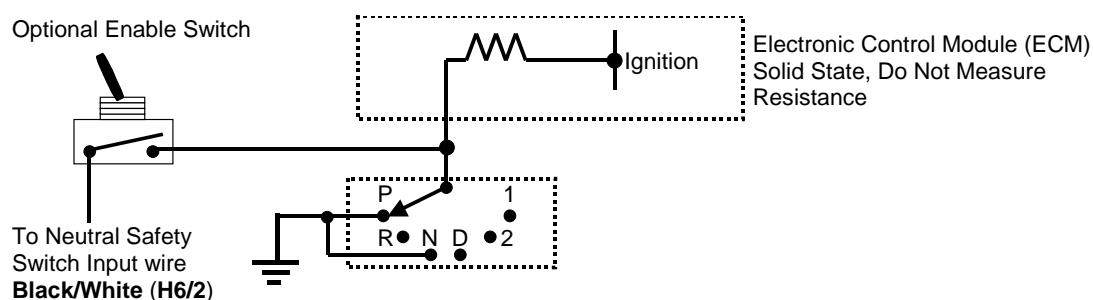 Optional Enable Switch
Ignition
Electronic Control Module (ECM)
Solid State, Do Not Measure
Resistance
P 1
R N D 2
To Neutral Safety
Switch Input wire
Black/White (H6/2)